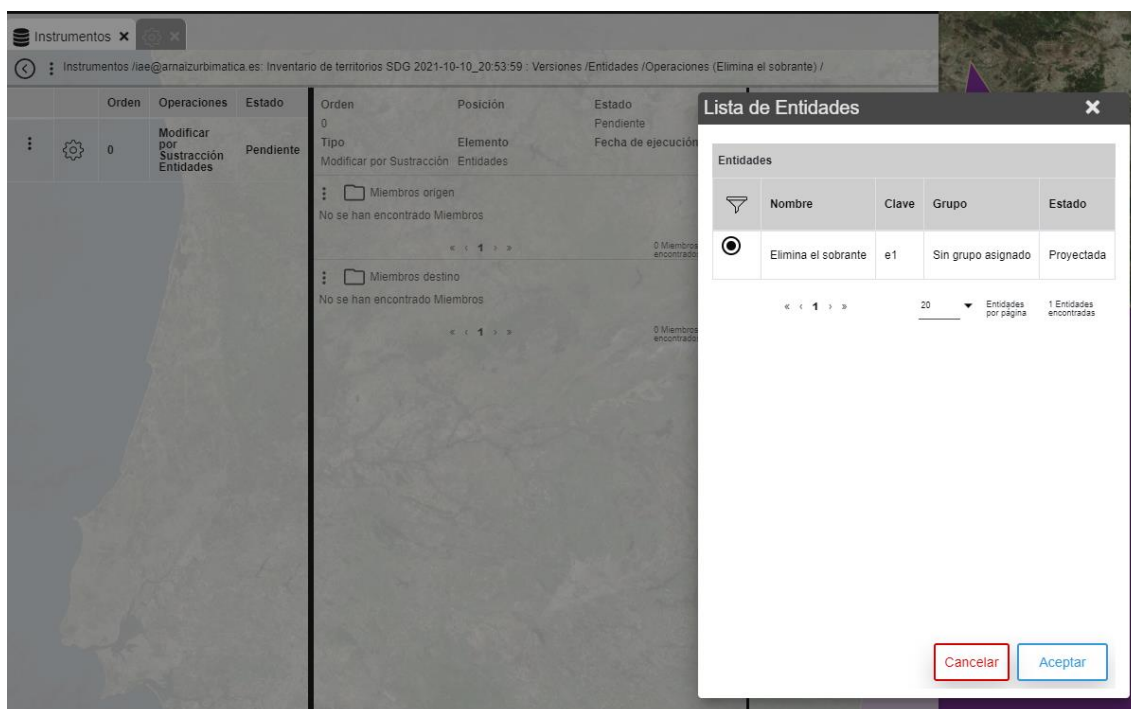 Instrumentos
Instrumentos /iae@arnaizurbimatica.es: Inventario de territorios SDG 2021-10-10_20:53:59 : Versiones /Entidades /Operaciones (Elimina el sobrante) /
Orden Operaciones Estado
0 Modificar por Sustracción Entidades Pendiente
Orden Posición Estado
0 Pendiente
Tipo Elemento Fecha de ejecución
Modificar por Sustracción Entidades
Miembros origen
No se han encontrado Miembros
« ‹ 1 › » 0 Miembros encontrados
Miembros destino
No se han encontrado Miembros
« ‹ 1 › » 0 Miembros encontrados
Lista de Entidades
Entidades
Nombre Clave Grupo Estado
Elimina el sobrante e1 Sin grupo asignado Proyectada
« ‹ 1 › » 20 Entidades por página 1 Entidades encontradas
Cancelar Aceptar